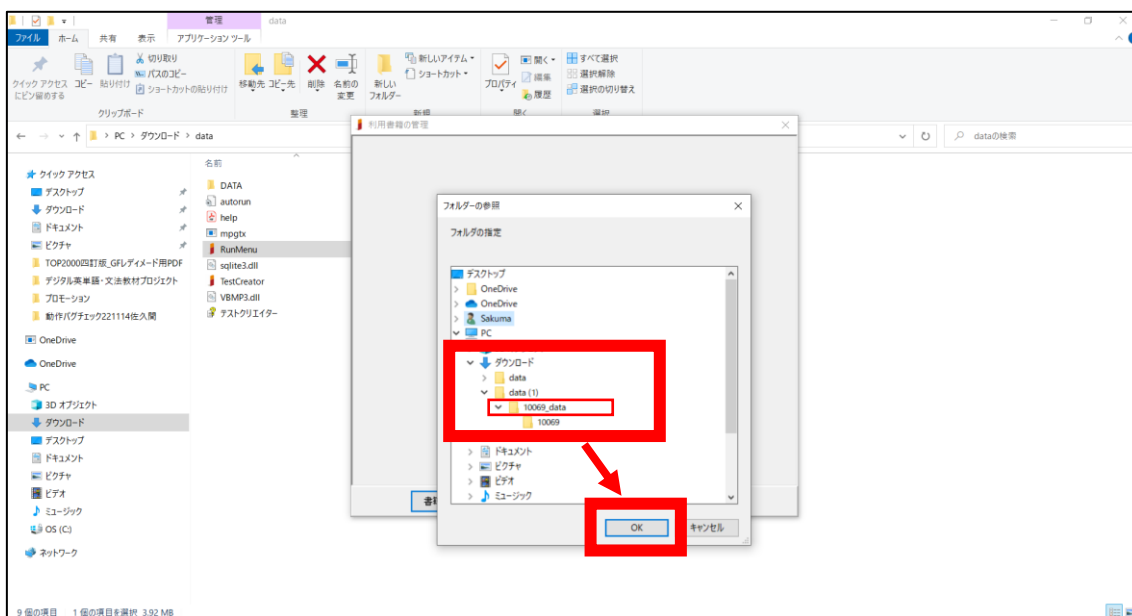 管理
data
ファイル
ホーム
共有
表示
アプリケーション ツール
クイック アクセス
にピン留めする
コピー
貼り付け
切り取り
パスのコピー
ショートカットの貼り付け
クリップボード
移動先
コピー先
削除
名前の
変更
整理
新しい
フォルダー
新しいアイテム
ショートカット
新規
プロパティ
開く
編集
履歴
開く
すべて選択
選択解除
選択の切り替え
選択
PC › ダウンロード › data
dataの検索
クイック アクセス
デスクトップ
ダウンロード
ドキュメント
ピクチャ
TOP2000四訂版_GFレディメード用PDF
デジタル英単語・文法教材プロジェクト
プロモーション
動作バグチェック221114佐久間
OneDrive
OneDrive
PC
3D オブジェクト
ダウンロード
デスクトップ
ドキュメント
ピクチャ
ビデオ
ミュージック
OS (C:)
ネットワーク
名前
DATA
autorun
help
mpgtx
RunMenu
sqlite3.dll
TestCreator
VBMP3.dll
テストクリエイター
利用書籍の管理
フォルダーの参照
フォルダの指定
デスクトップ
OneDrive
OneDrive
Sakuma
PC
ダウンロード
data
data (1)
10069_data
10069
ドキュメント
ピクチャ
ビデオ
ミュージック
OK
キャンセル
9 個の項目
1 個の項目を選択 3.92 MB